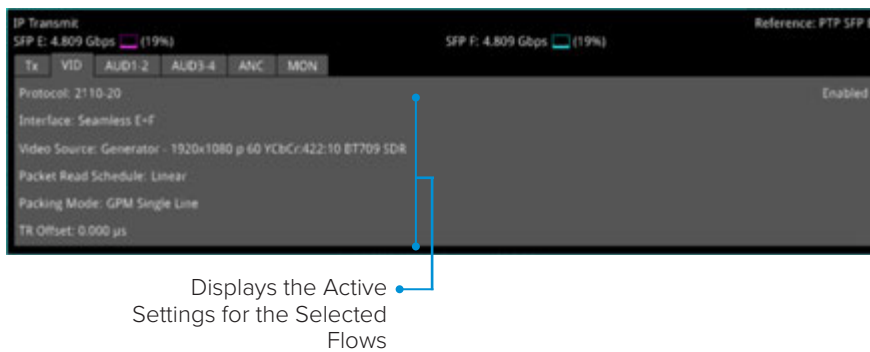 IP Transmit
Reference: PTP SFP
SFP E: 4.809 Gbps (19%)
SFP F: 4.809 Gbps (19%)
Tx VID AUD1-2 AUD3-4 ANC MON
Protocol: 2110-20
Enabled
Interface: Seamless E+F
Video Source: Generator - 1920x1080 p 60 YCbCr:422:10 BT709 SDR
Packet Read Schedule: Linear
Packing Mode: GPM Single Line
TR Offset: 0.000 µs
Displays the Active
Settings for the Selected
Flows